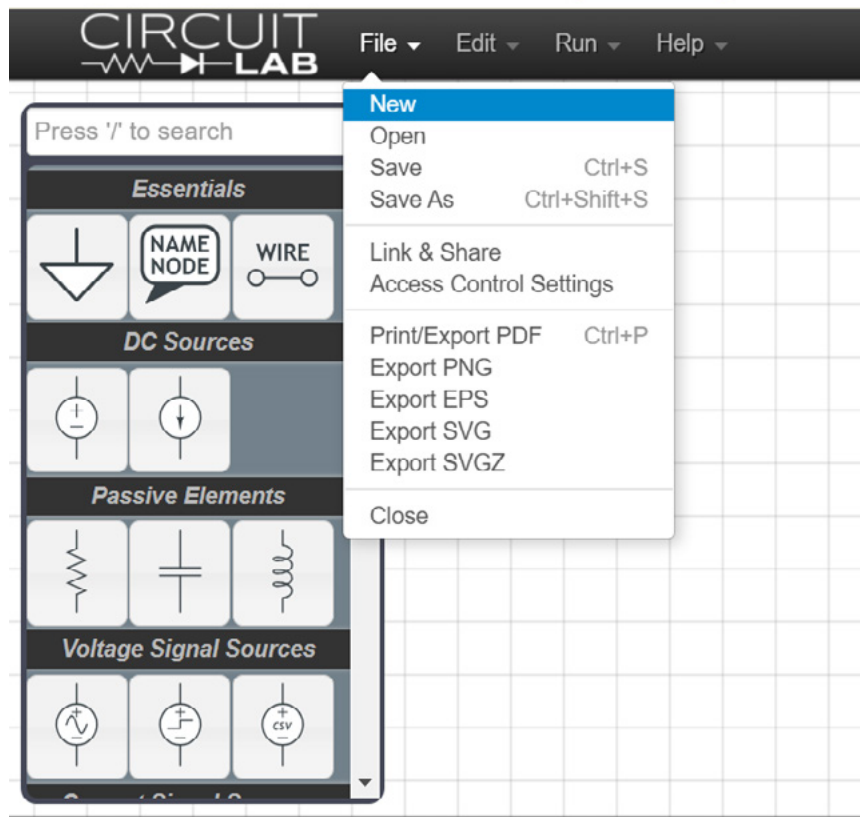 CIRCUIT
LAB
File Edit Run Help
Press '/' to search
Essentials
NAME
NODE
WIRE
DC Sources
Passive Elements
Voltage Signal Sources
csv
New
Open
Save Ctrl+S
Save As Ctrl+Shift+S
Link & Share
Access Control Settings
Print/Export PDF Ctrl+P
Export PNG
Export EPS
Export SVG
Export SVGZ
Close